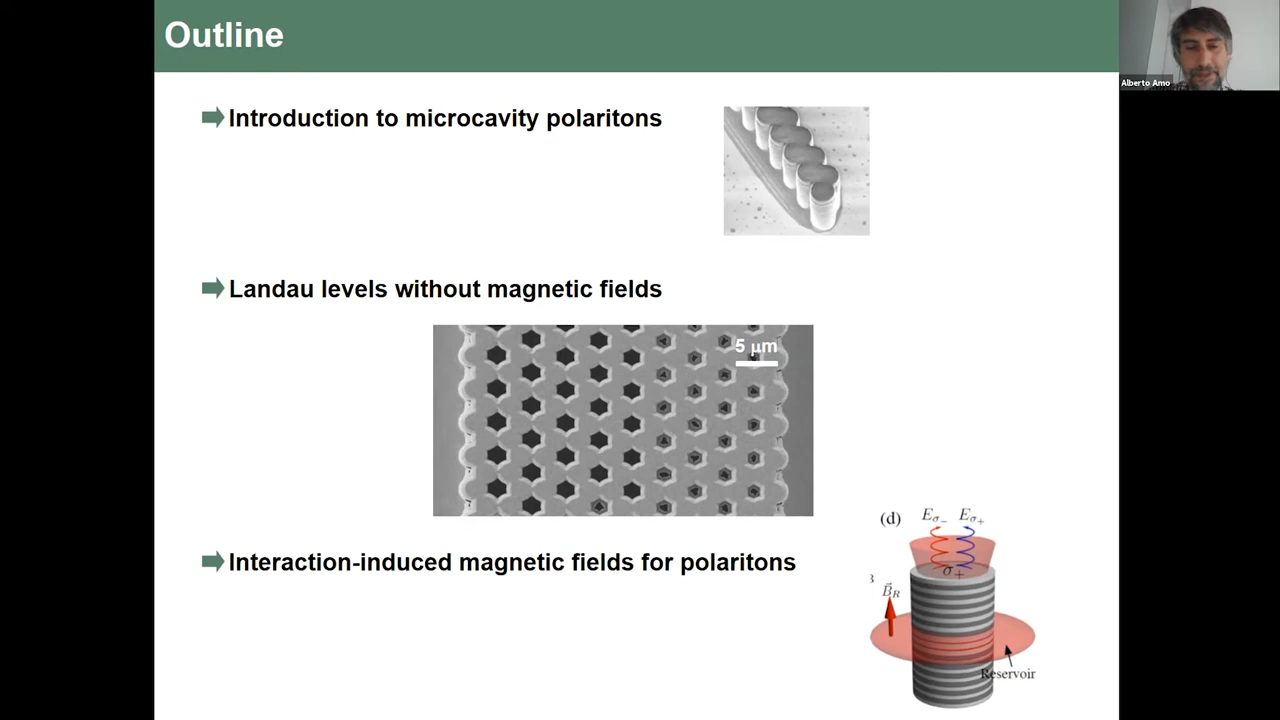 Outline
Alberto Amo
Introduction to microcavity polaritons
Landau levels without magnetic fields
5 μm
(d) Eσ− Eσ+
Interaction-induced magnetic fields for polaritons
σ+
3
B⃗R
Reservoir